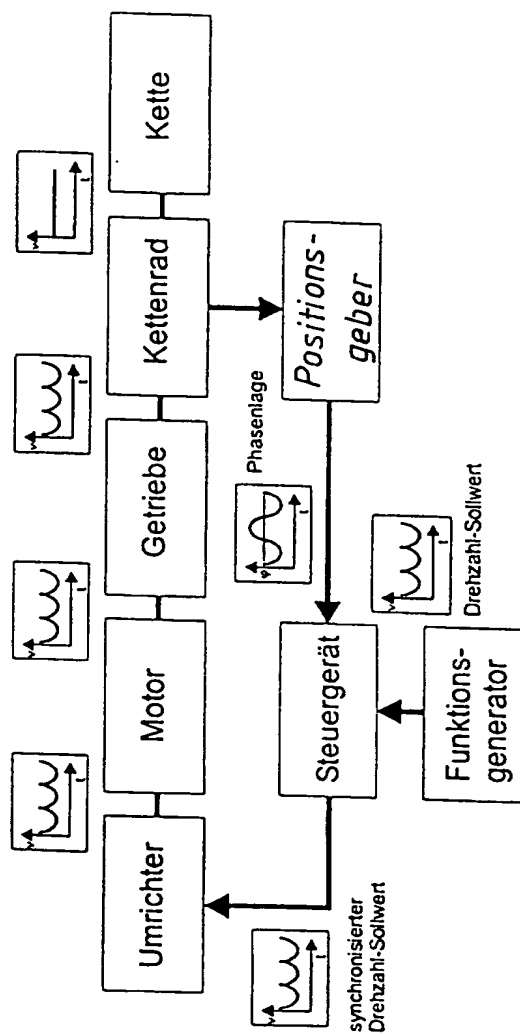 Umrichter
Motor
Getriebe
Kettenrad
Kette
v
t
v
t
v
t
v
t
Positions-
geber
Phasenlage
φ
t
Steuergerät
Funktions-
generator
v
t
Drehzahl-Sollwert
v
t
synchronisierter
Drehzahl-Sollwert